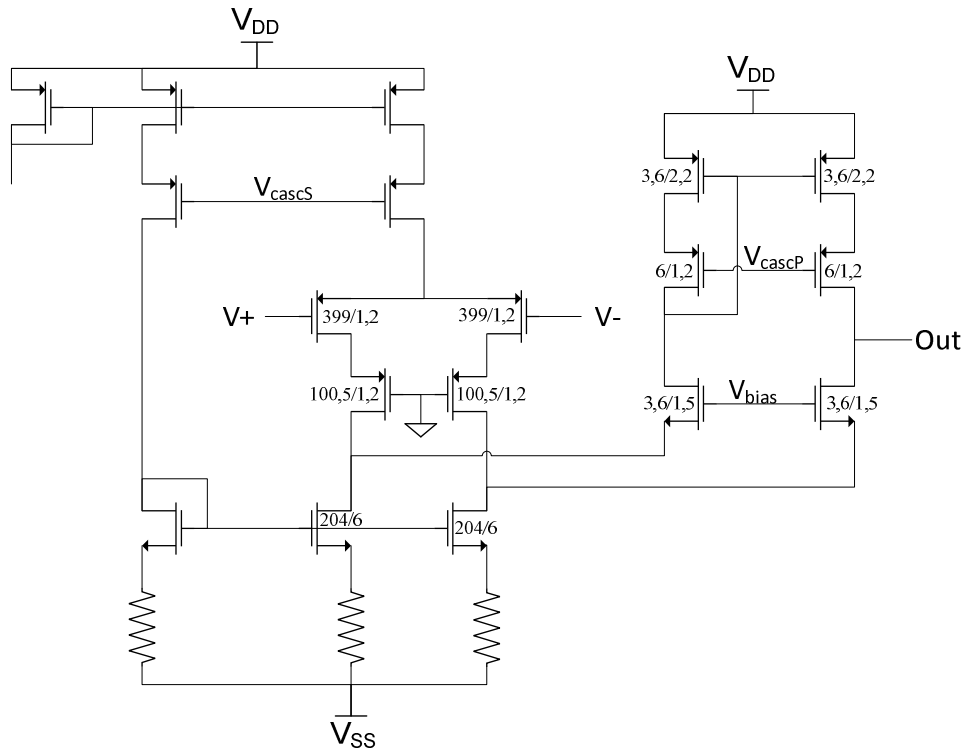 VDD
VDD
3,6/2,2
3,6/2,2
VcascS
VcascP
6/1,2
6/1,2
V+
399/1,2
399/1,2
V-
Out
100,5/1,2
100,5/1,2
Vbias
3,6/1,5
3,6/1,5
204/6
204/6
VSS